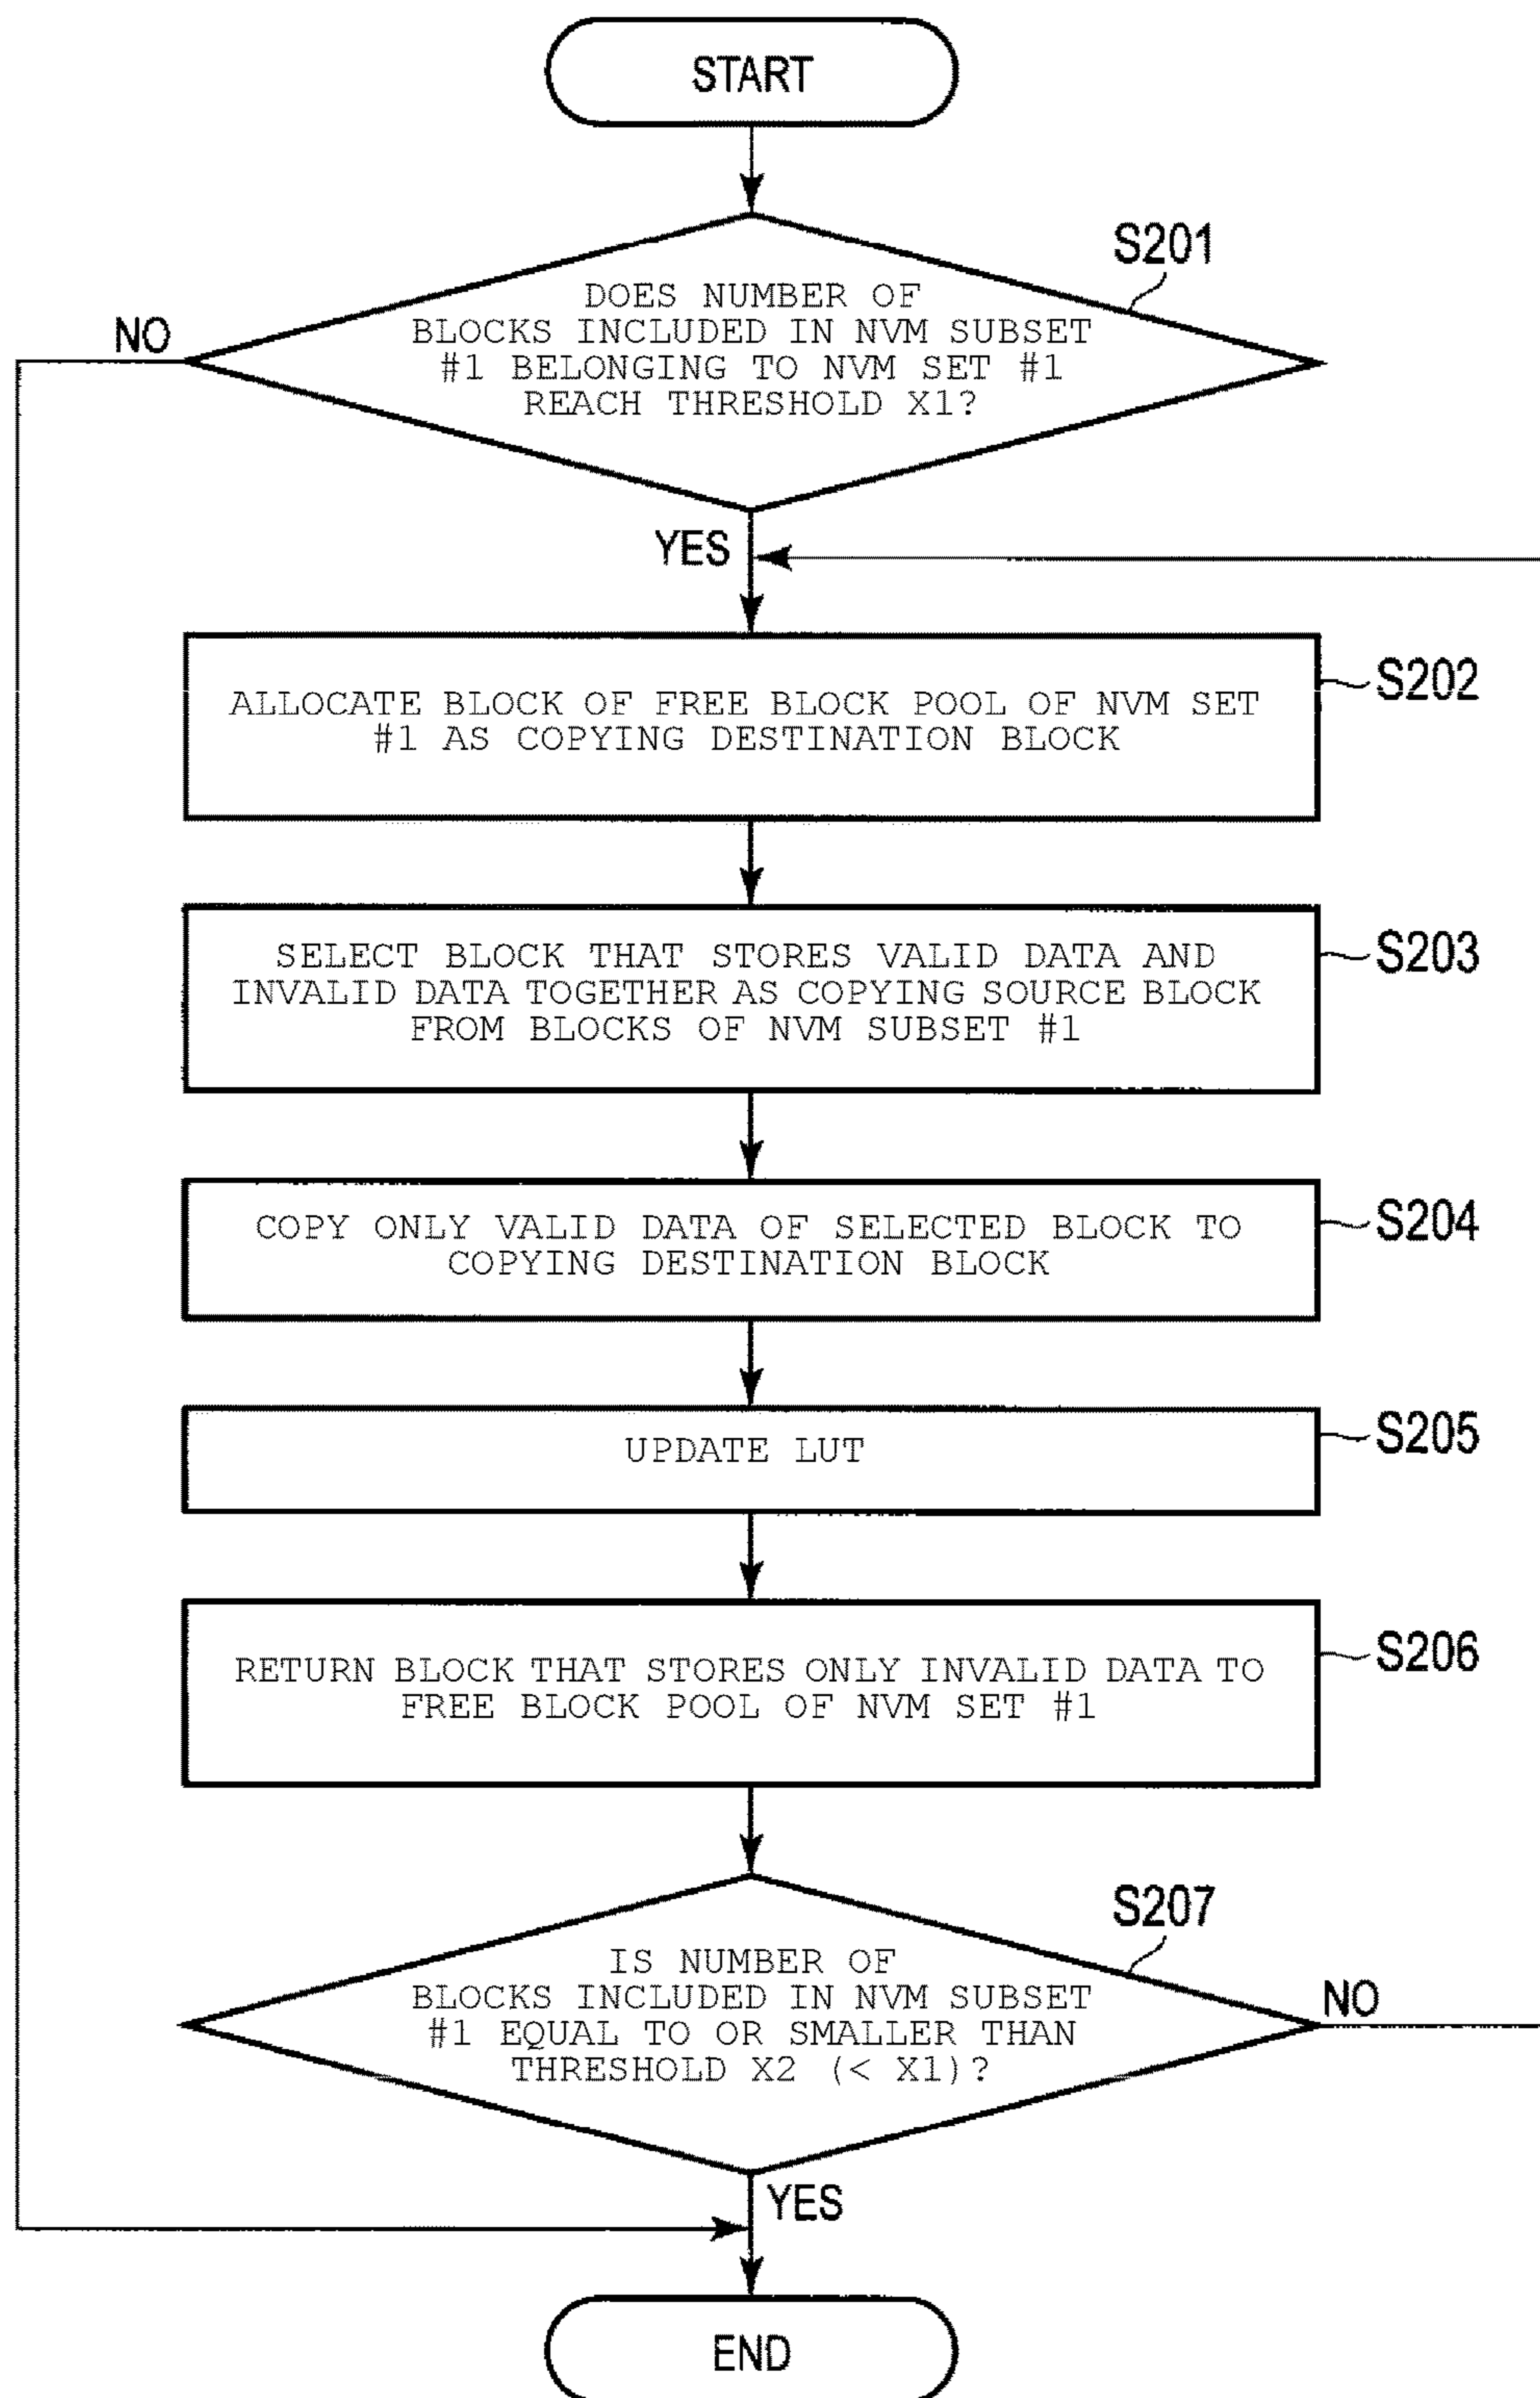 START
S201
DOES NUMBER OF
BLOCKS INCLUDED IN NVM SUBSET
#1 BELONGING TO NVM SET #1
REACH THRESHOLD X1?
NO
YES
ALLOCATE BLOCK OF FREE BLOCK POOL OF NVM SET
#1 AS COPYING DESTINATION BLOCK
S202
SELECT BLOCK THAT STORES VALID DATA AND
INVALID DATA TOGETHER AS COPYING SOURCE BLOCK
FROM BLOCKS OF NVM SUBSET #1
S203
COPY ONLY VALID DATA OF SELECTED BLOCK TO
COPYING DESTINATION BLOCK
S204
UPDATE LUT
S205
RETURN BLOCK THAT STORES ONLY INVALID DATA TO
FREE BLOCK POOL OF NVM SET #1
S206
S207
IS NUMBER OF
BLOCKS INCLUDED IN NVM SUBSET
#1 EQUAL TO OR SMALLER THAN
THRESHOLD X2 (< X1)?
NO
YES
END